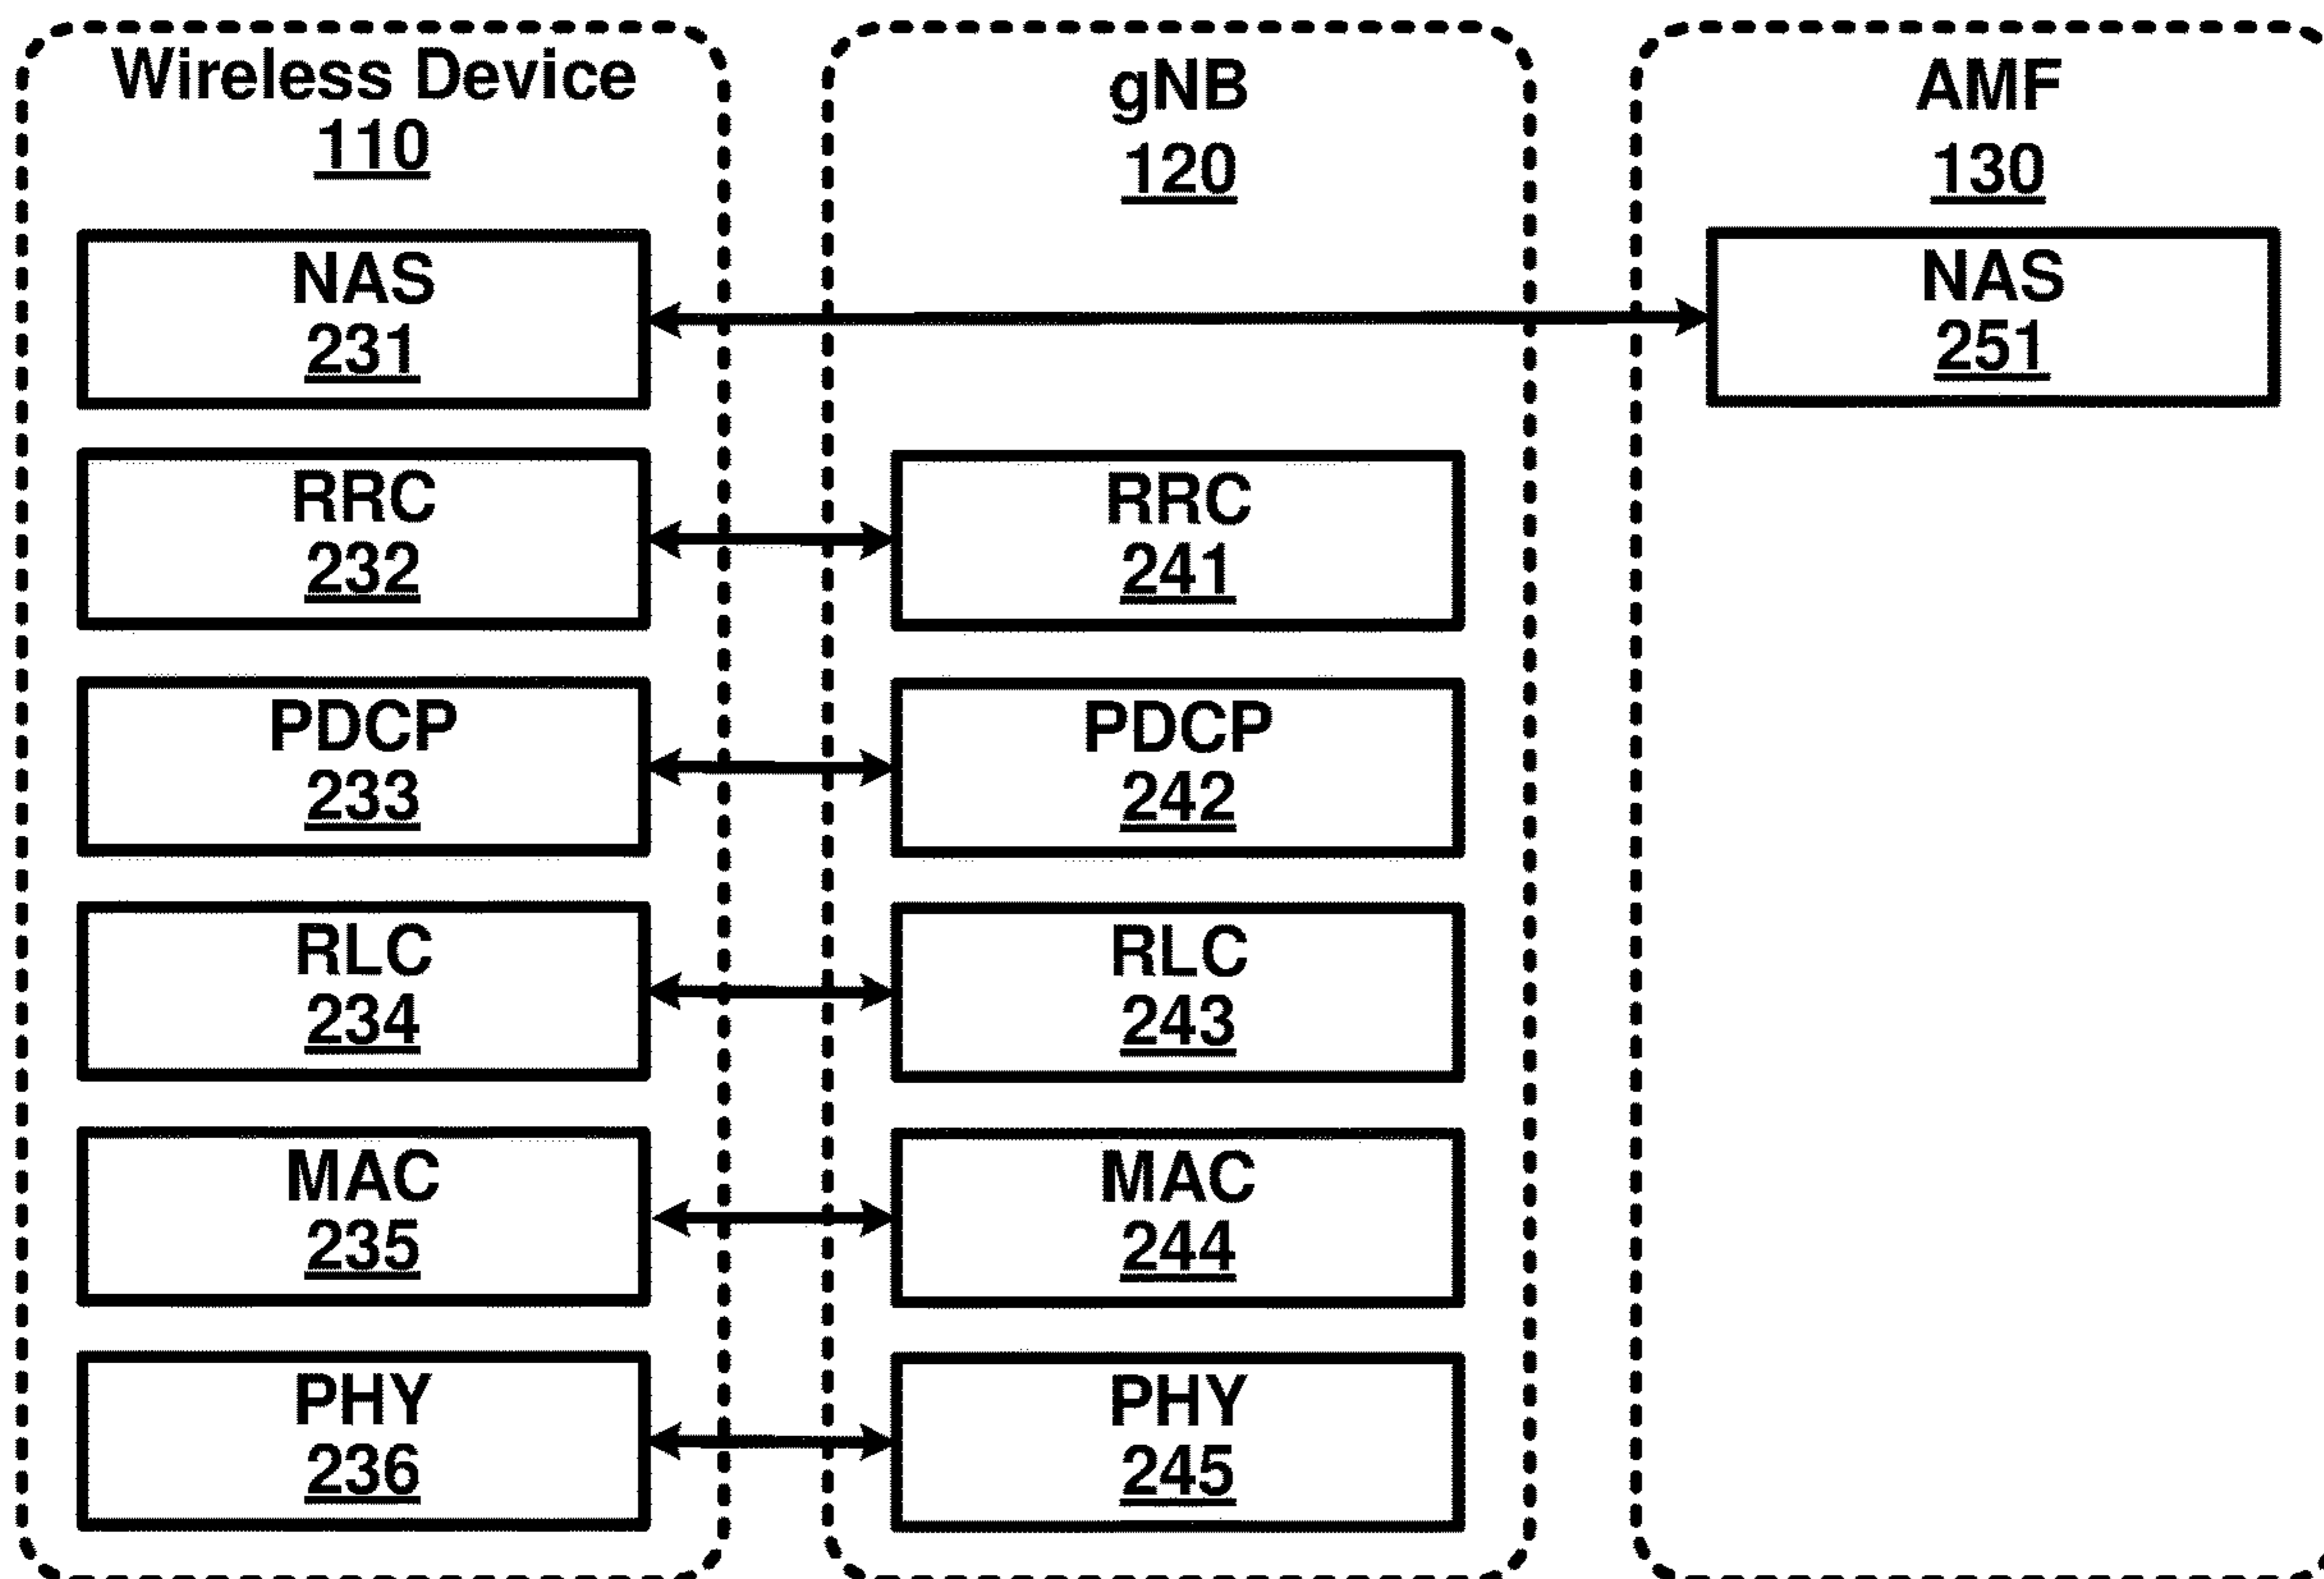 Wireless Device
110
gNB
120
AMF
130
NAS
231
NAS
251
RRC
232
RRC
241
PDCP
233
PDCP
242
RLC
234
RLC
243
MAC
235
MAC
244
PHY
236
PHY
245